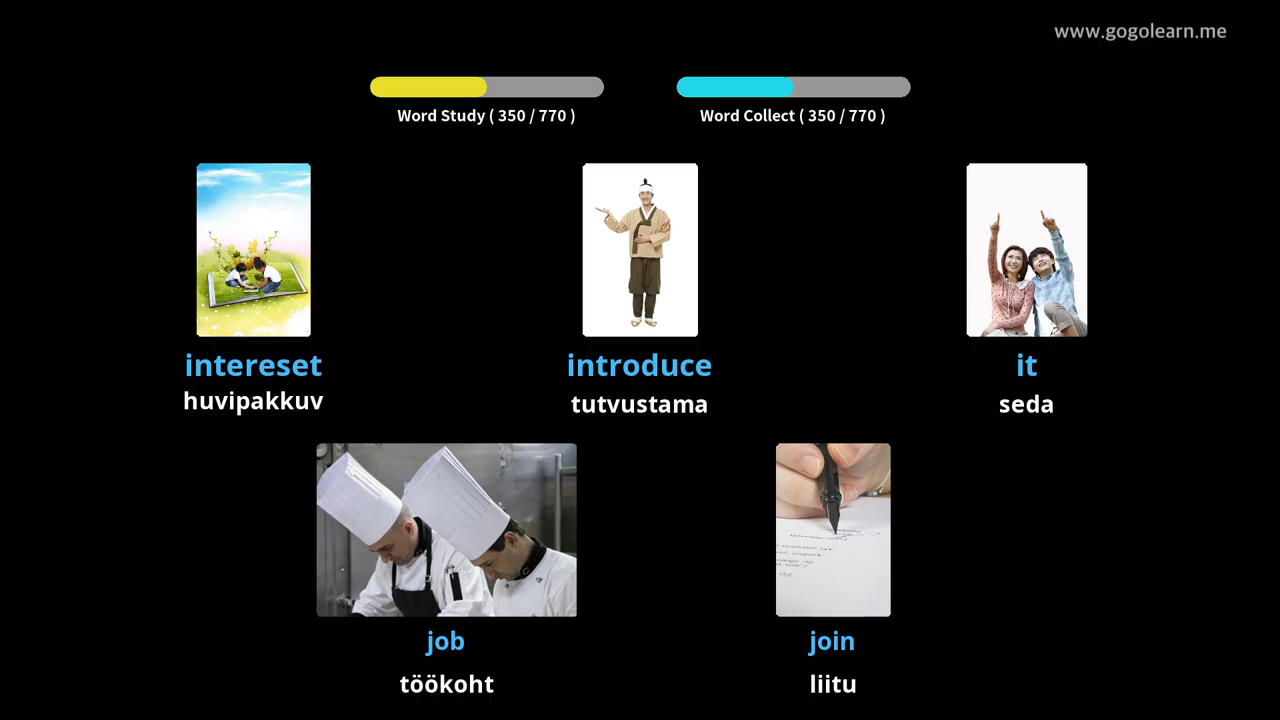 www.gogolearn.me
Word Study ( 350 / 770 )
Word Collect ( 350 / 770 )
intereset
huvipakkuv
introduce
tutvustama
it
seda
job
töökoht
join
liitu